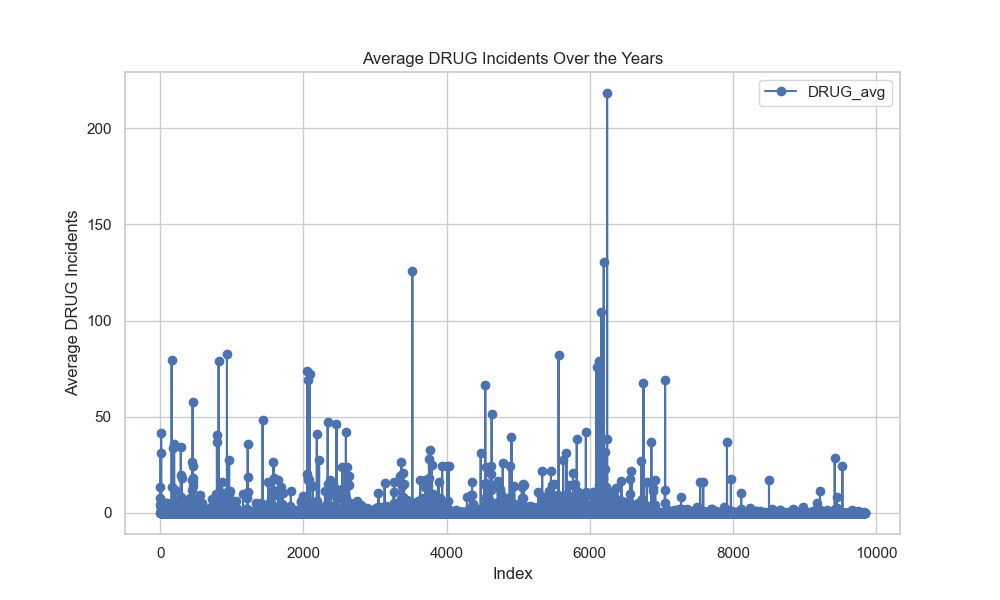 Average DRUG Incidents Over the Years
DRUG_avg
Average DRUG Incidents
200
150
100
50
0
0 2000 4000 6000 8000 10000
Index